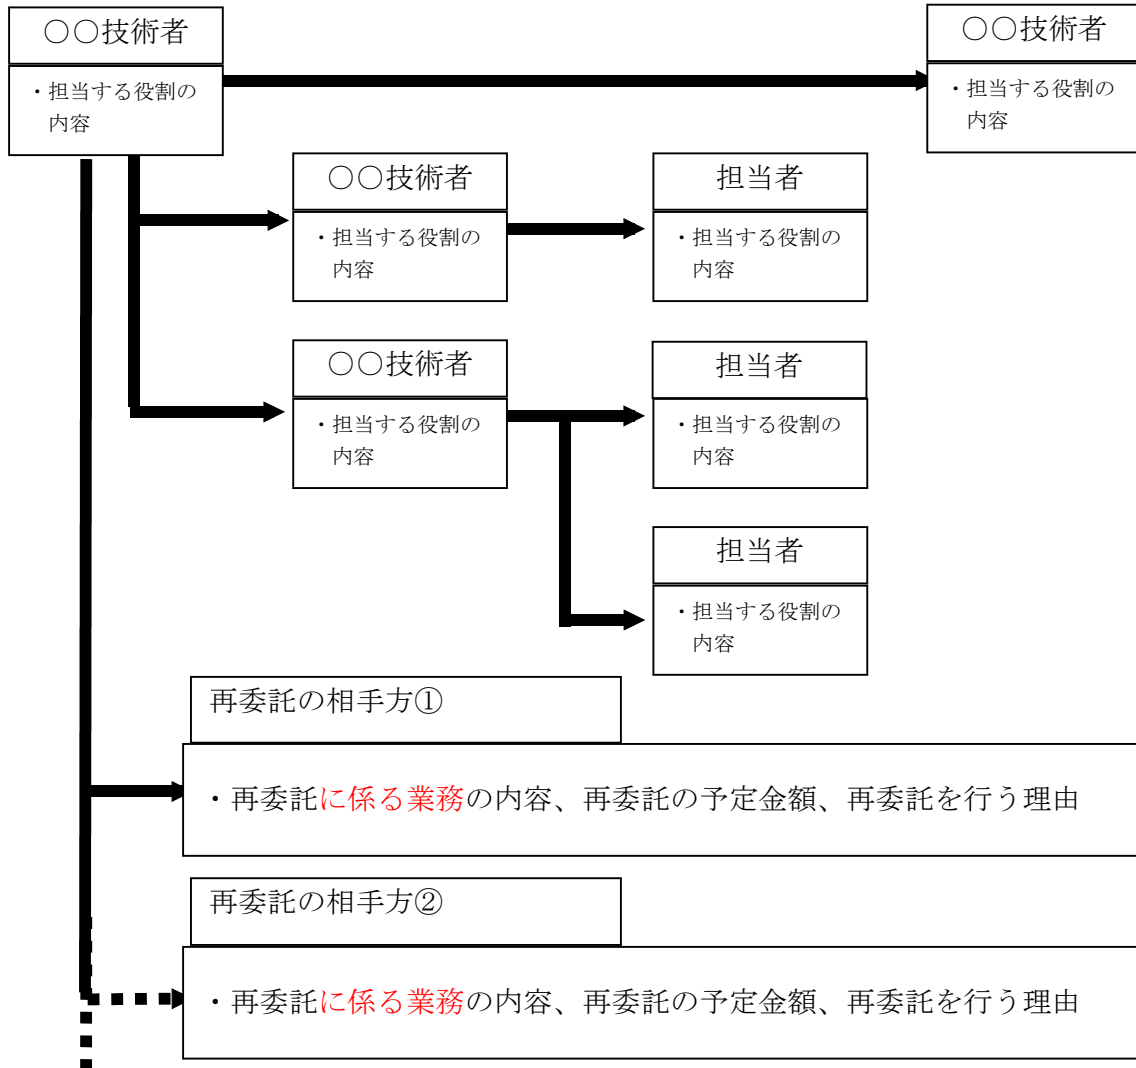 〇〇技術者
・担当する役割の
内容
〇〇技術者
・担当する役割の
内容
〇〇技術者
・担当する役割の
内容
担当者
・担当する役割の
内容
〇〇技術者
・担当する役割の
内容
担当者
・担当する役割の
内容
担当者
・担当する役割の
内容
再委託の相手方①
・再委託に係る業務の内容、再委託の予定金額、再委託を行う理由
再委託の相手方②
・再委託に係る業務の内容、再委託の予定金額、再委託を行う理由